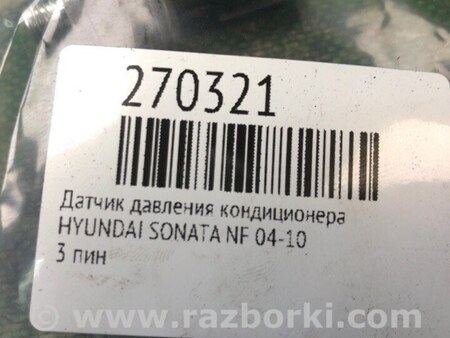 270321
Датчик давления кондиционера
HYUNDAI SONATA NF 04-10
3 пин
© - www.razborki.com